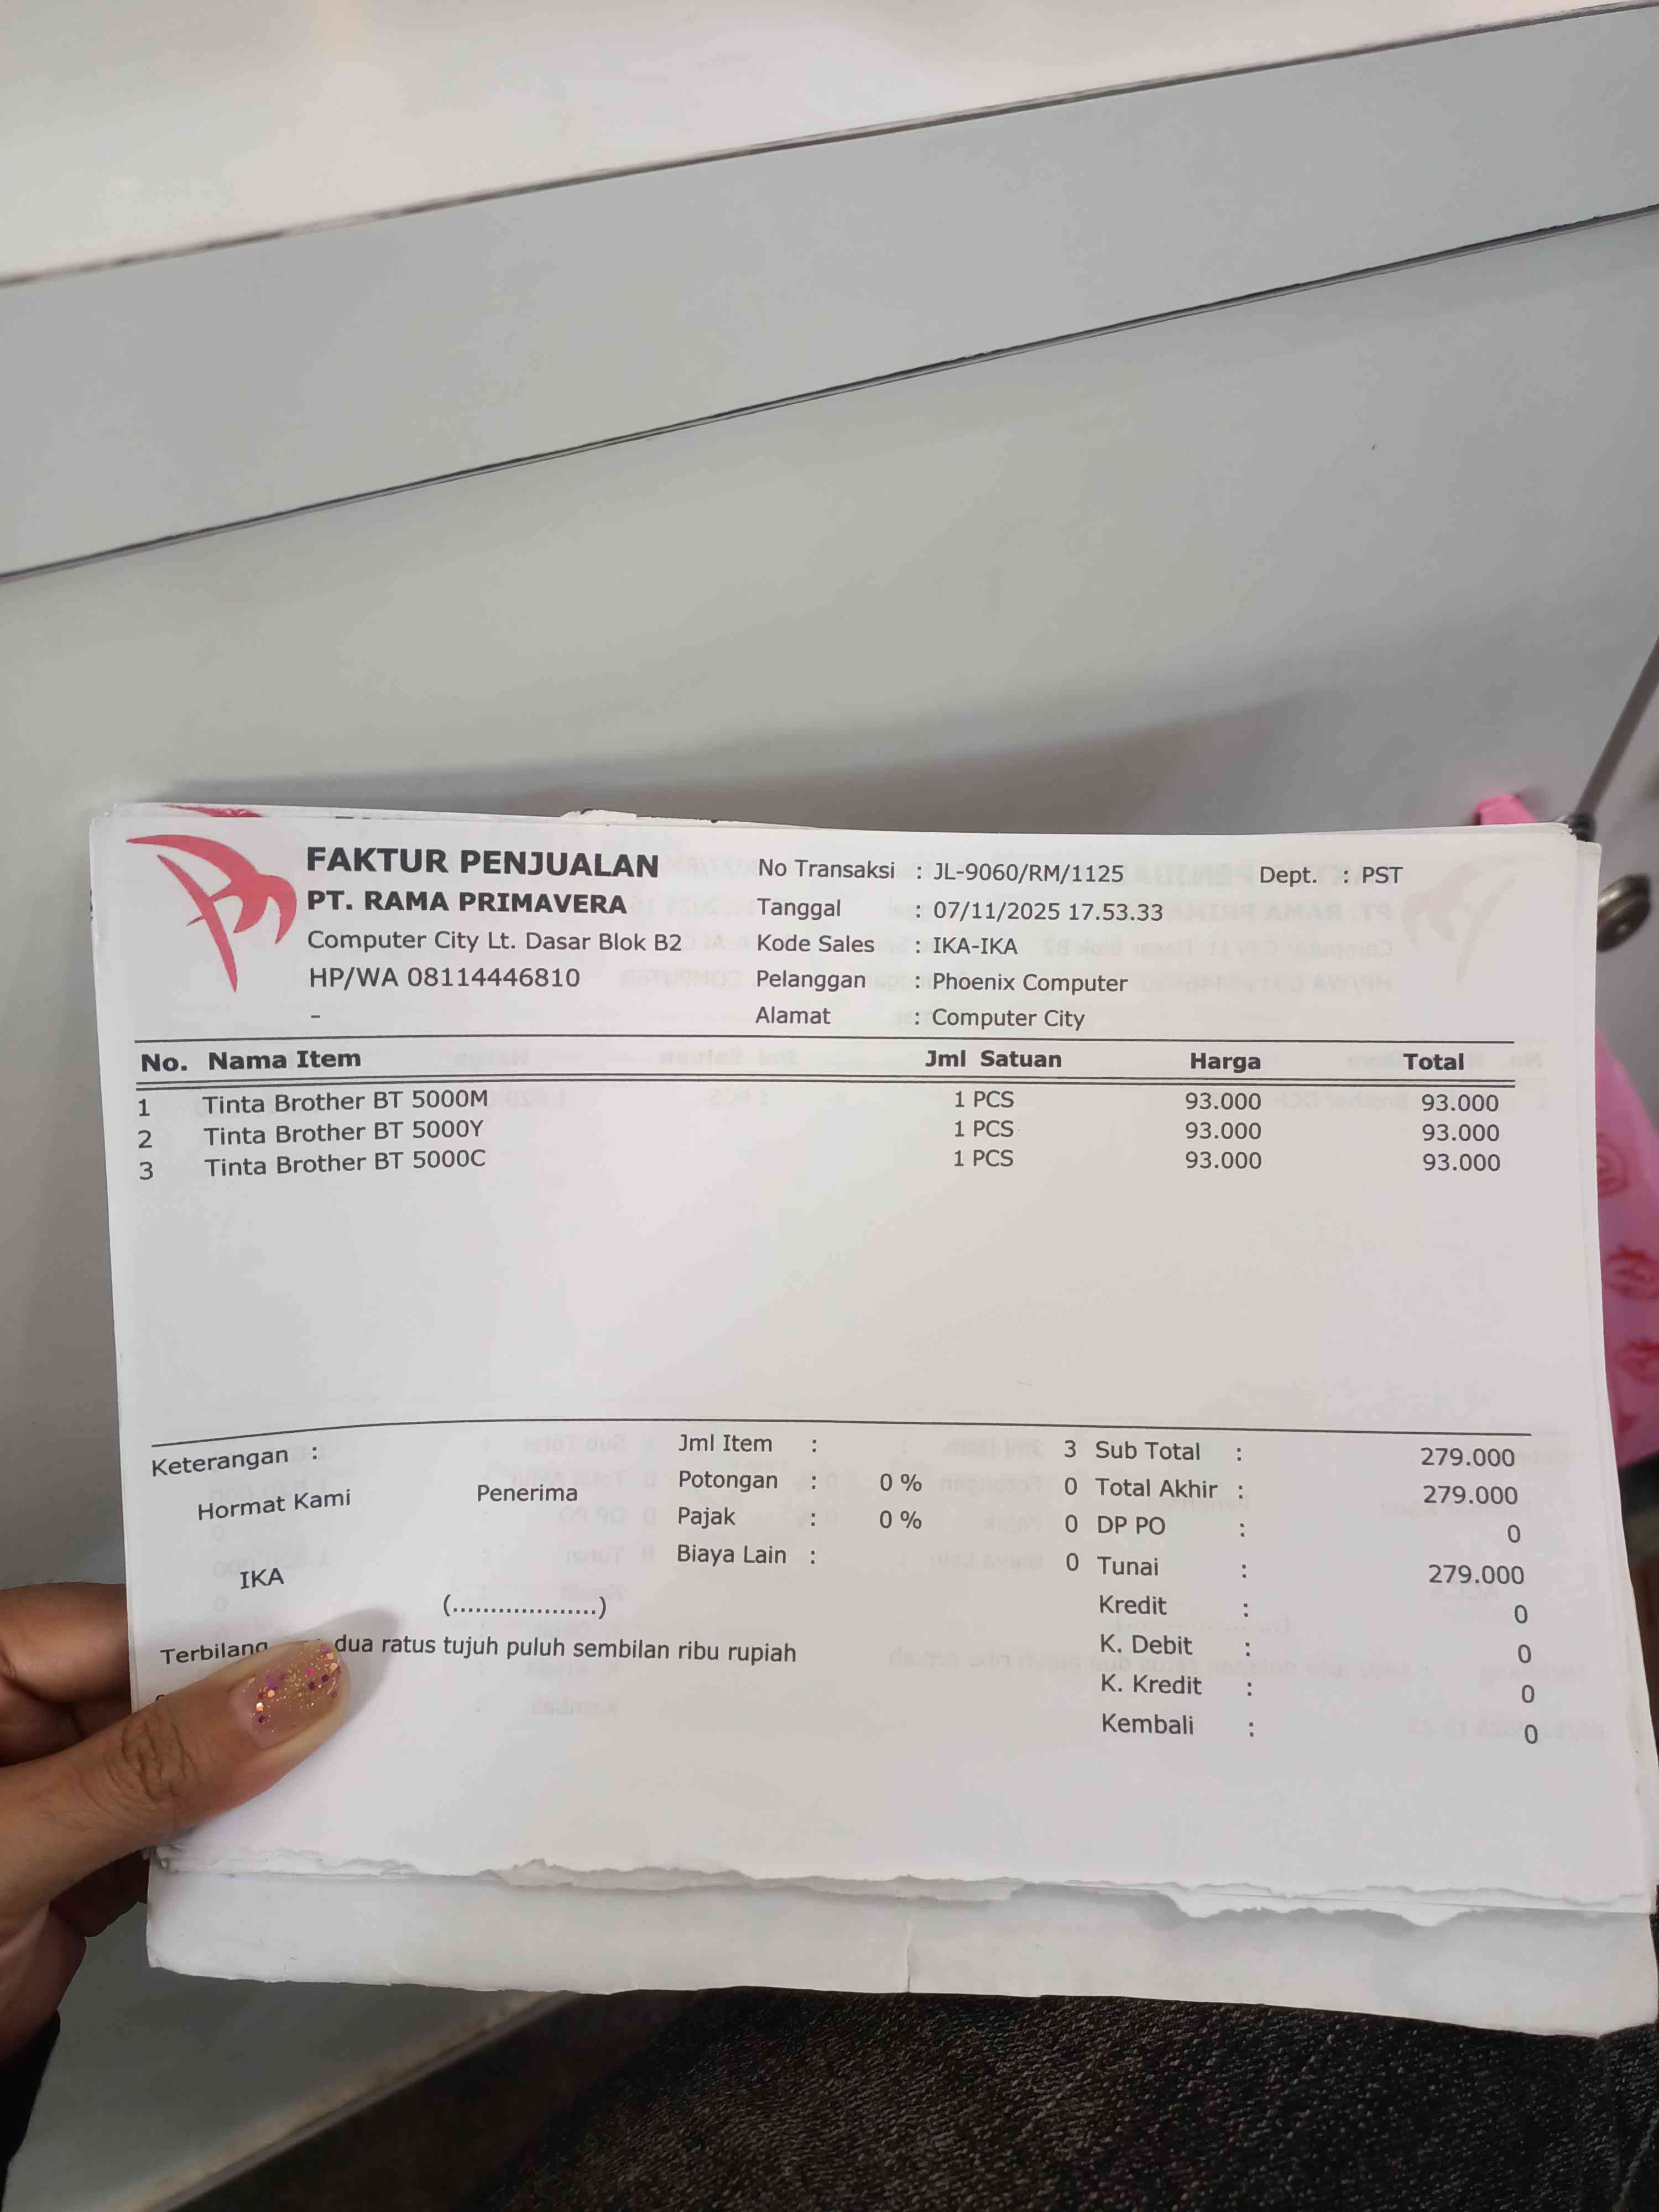 FAKTUR PENJUALAN
PT. RAMA PRIMAVERA
Computer City Lt. Dasar Blok B2
HP/WA 08114446810
-
No Transaksi : JL-9060/RM/1125
Dept. : PST
Tanggal : 07/11/2025 17.53.33
Kode Sales : IKA-IKA
Pelanggan : Phoenix Computer
Alamat : Computer City
No. Nama Item Jml Satuan Harga Total
1 Tinta Brother BT 5000M 1 PCS 93.000 93.000
2 Tinta Brother BT 5000Y 1 PCS 93.000 93.000
3 Tinta Brother BT 5000C 1 PCS 93.000 93.000
Keterangan :
Hormat Kami
Penerima
IKA
(...................)
Jml Item : 3
Potongan : 0 % 0
Pajak : 0 % 0
Biaya Lain : 0
Sub Total : 279.000
Total Akhir : 279.000
DP PO : 0
Tunai : 279.000
Kredit : 0
K. Debit : 0
K. Kredit : 0
Kembali : 0
Terbilang dua ratus tujuh puluh sembilan ribu rupiah